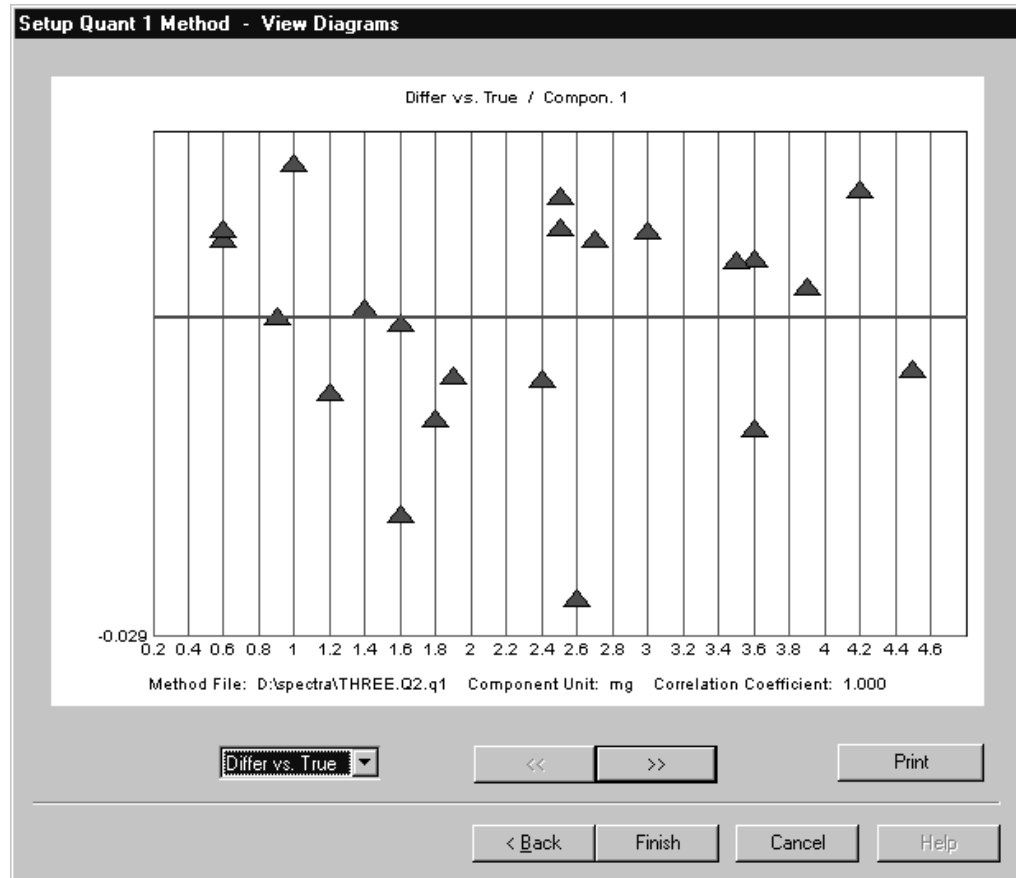 Setup Quant 1 Method - View Diagrams
Differ vs. True / Compon. 1
-0.029
0.2 0.4 0.6 0.8 1 1.2 1.4 1.6 1.8 2 2.2 2.4 2.6 2.8 3 3.2 3.4 3.6 3.8 4 4.2 4.4 4.6
Method File: D:\spectra\THREE.Q2.q1 Component Unit: mg Correlation Coefficient: 1.000
Differ vs. True << >> Print
< Back Finish Cancel Help